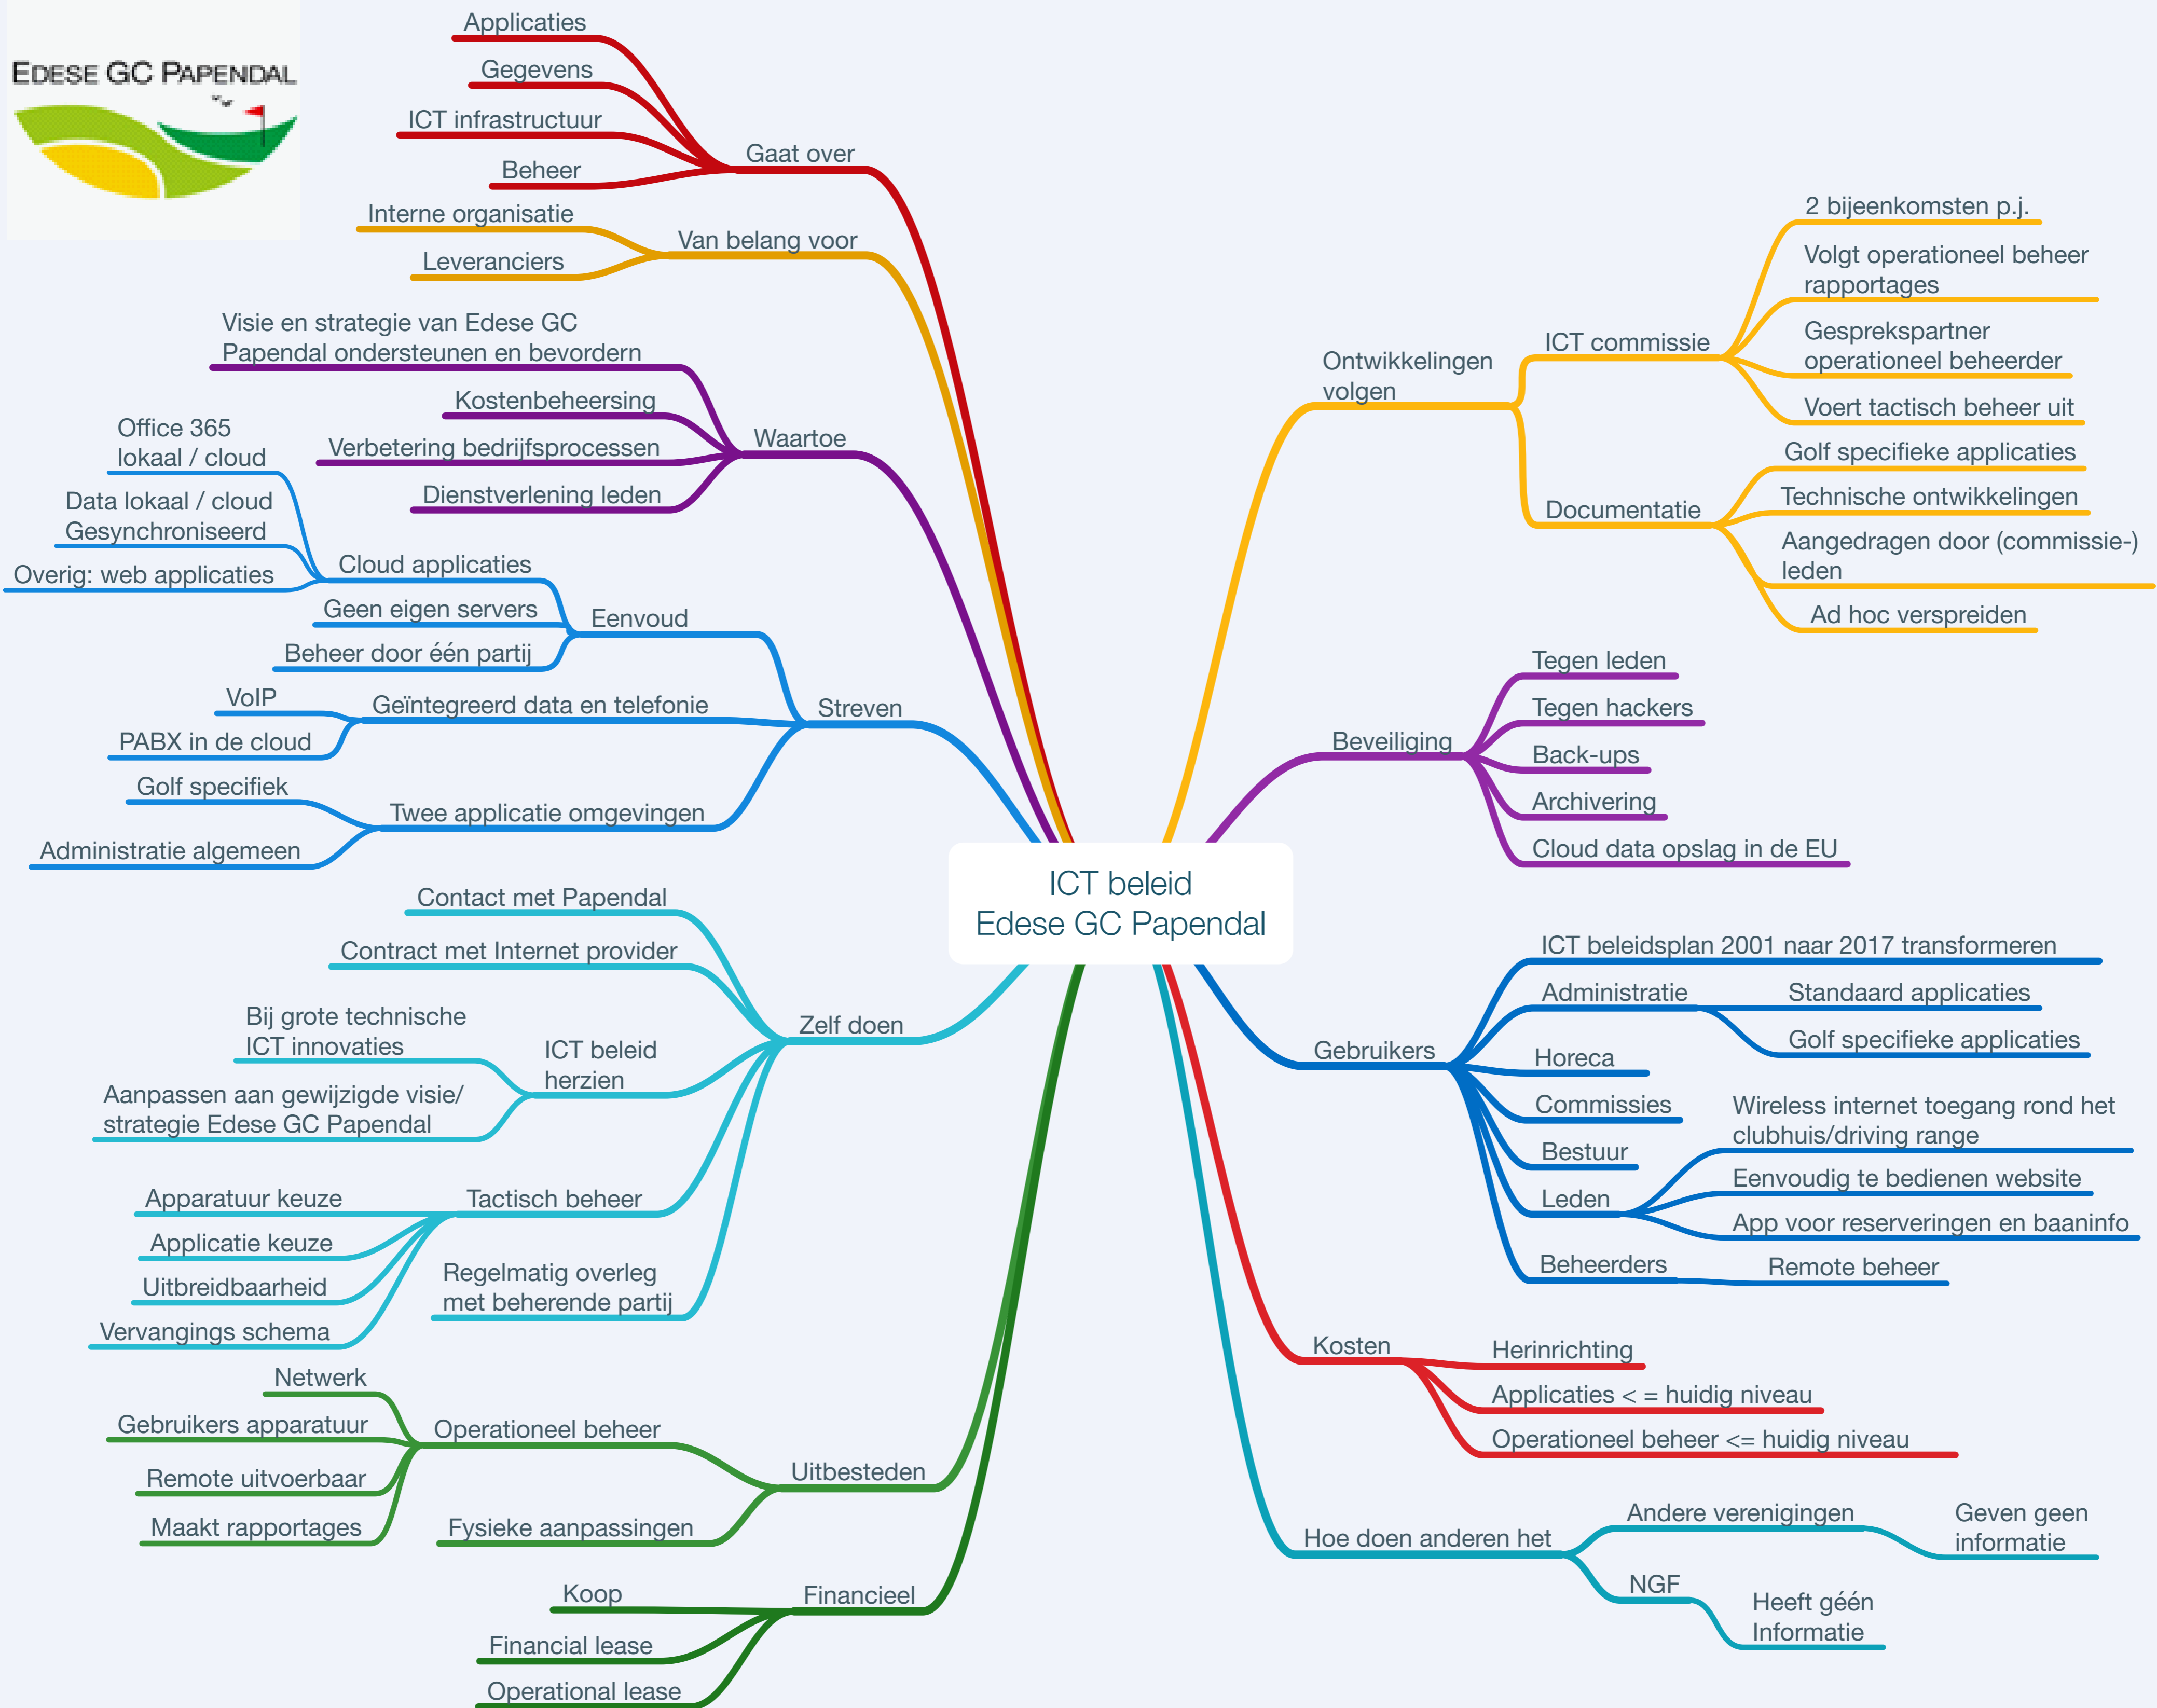 EDESE GC PAPENDAL
Applicaties
Gegevens
ICT infrastructuur
Beheer
Gaat over
Interne organisatie
Leveranciers
Van belang voor
Visie en strategie van Edese GC
Papendal ondersteunen en bevordern
Kostenbeheersing
Verbetering bedrijfsprocessen
Dienstverlening leden
Waartoe
Office 365
lokaal / cloud
Data lokaal / cloud
Gesynchroniseerd
Overig: web applicaties
Cloud applicaties
Geen eigen servers
Beheer door één partij
Eenvoud
VoIP
PABX in de cloud
Geïntegreerd data en telefonie
Golf specifiek
Administratie algemeen
Twee applicatie omgevingen
Streven
Contact met Papendal
Contract met Internet provider
Bij grote technische
ICT innovaties
Aanpassen aan gewijzigde visie/
strategie Edese GC Papendal
ICT beleid
herzien
Apparatuur keuze
Applicatie keuze
Uitbreidbaarheid
Vervangings schema
Tactisch beheer
Regelmatig overleg
met beherende partij
Zelf doen
Netwerk
Gebruikers apparatuur
Remote uitvoerbaar
Maakt rapportages
Operationeel beheer
Fysieke aanpassingen
Uitbesteden
Koop
Financial lease
Operational lease
Financieel
ICT beleid
Edese GC Papendal
Ontwikkelingen
volgen
ICT commissie
2 bijeenkomsten p.j.
Volgt operationeel beheer
rapportages
Gesprekspartner
operationeel beheerder
Voert tactisch beheer uit
Documentatie
Golf specifieke applicaties
Technische ontwikkelingen
Aangedragen door (commissie-)
leden
Ad hoc verspreiden
Beveiliging
Tegen leden
Tegen hackers
Back-ups
Archivering
Cloud data opslag in de EU
Gebruikers
ICT beleidsplan 2001 naar 2017 transformeren
Administratie
Standaard applicaties
Golf specifieke applicaties
Horeca
Commissies
Bestuur
Leden
Wireless internet toegang rond het
clubhuis/driving range
Eenvoudig te bedienen website
App voor reserveringen en baaninfo
Beheerders
Remote beheer
Kosten
Herinrichting
Applicaties < = huidig niveau
Operationeel beheer <= huidig niveau
Hoe doen anderen het
Andere verenigingen
Geven geen
informatie
NGF
Heeft géén
Informatie